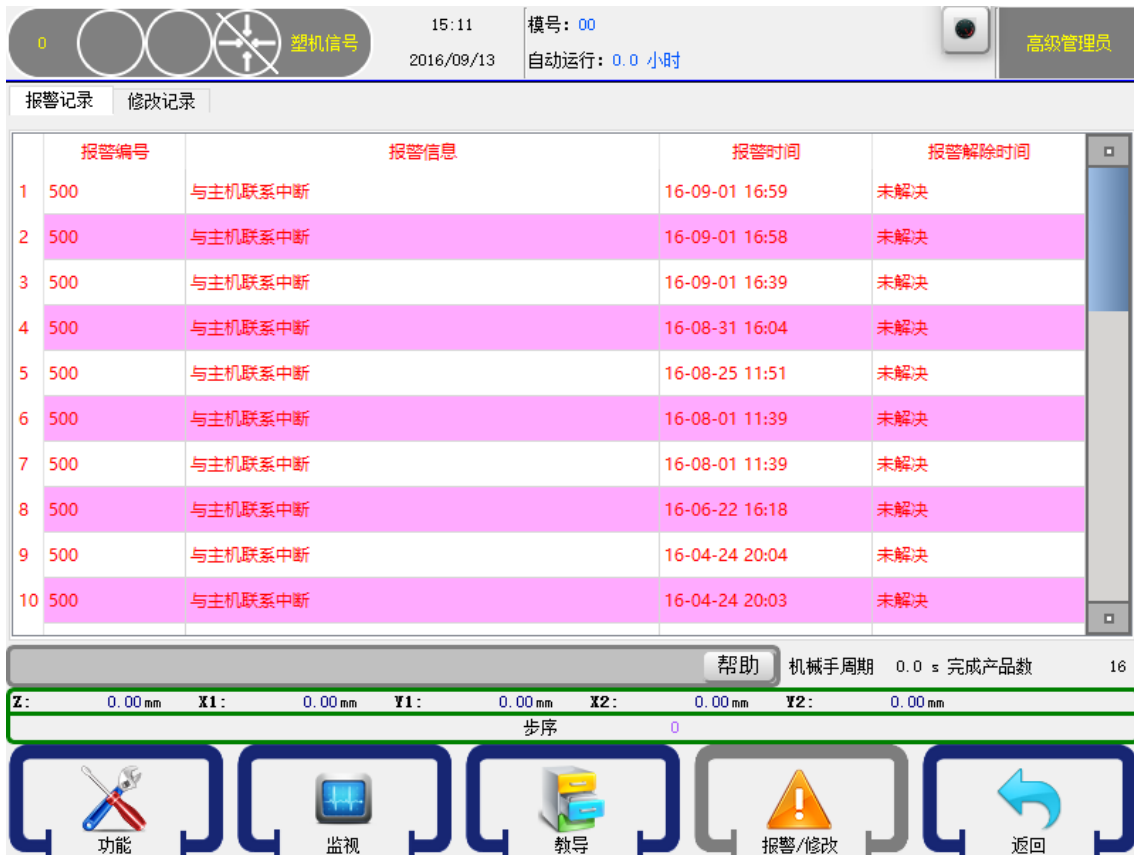 0 塑机信号 15:11 模号：00 高级管理员
2016/09/13 自动运行：0.0 小时
报警记录 修改记录
报警编号 报警信息 报警时间 报警解除时间
1 500 与主机联系中断 16-09-01 16:59 未解决
2 500 与主机联系中断 16-09-01 16:58 未解决
3 500 与主机联系中断 16-09-01 16:39 未解决
4 500 与主机联系中断 16-08-31 16:04 未解决
5 500 与主机联系中断 16-08-25 11:51 未解决
6 500 与主机联系中断 16-08-01 11:39 未解决
7 500 与主机联系中断 16-08-01 11:39 未解决
8 500 与主机联系中断 16-06-22 16:18 未解决
9 500 与主机联系中断 16-04-24 20:04 未解决
10 500 与主机联系中断 16-04-24 20:03 未解决
帮助 机械手周期 0.0 s 完成产品数 16
Z: 0.00mm X1: 0.00mm Y1: 0.00mm X2: 0.00mm Y2: 0.00mm
步序 0
功能 监视 教导 报警/修改 返回